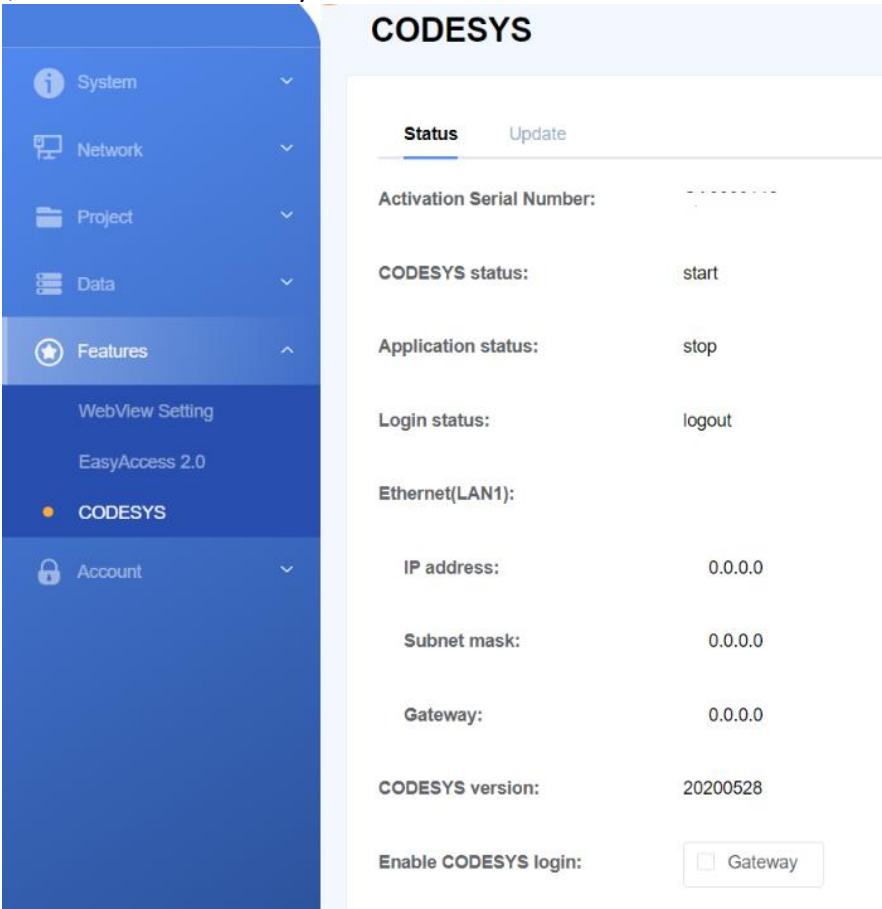 CODESYS
System
Network
Project
Data
Features
WebView Setting
EasyAccess 2.0
CODESYS
Account
Status Update
Activation Serial Number:
CODESYS status: start
Application status: stop
Login status: logout
Ethernet(LAN1):
IP address: 0.0.0.0
Subnet mask: 0.0.0.0
Gateway: 0.0.0.0
CODESYS version: 20200528
Enable CODESYS login: Gateway